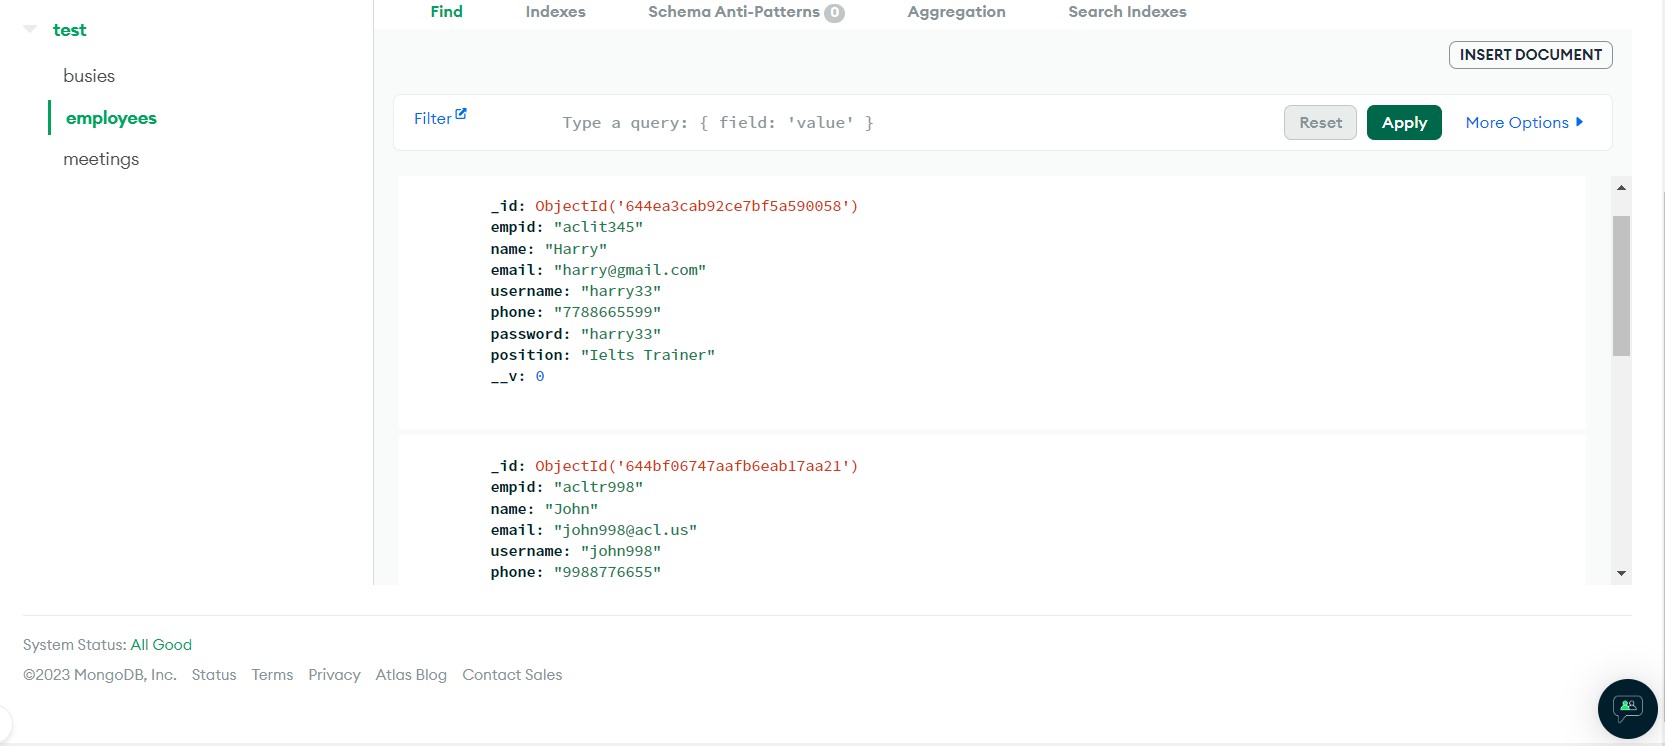 test
busies
employees
meetings
Find Indexes Schema Anti-Patterns 0 Aggregation Search Indexes
INSERT DOCUMENT
Filter Type a query: { field: 'value' } Reset Apply More Options
_id: ObjectId('644ea3cab92ce7bf5a590058')
empid: "aclit345"
name: "Harry"
email: "harry@gmail.com"
username: "harry33"
phone: "7788665599"
password: "harry33"
position: "Ielts Trainer"
__v: 0
_id: ObjectId('644bf06747aafb6eab17aa21')
empid: "acltr998"
name: "John"
email: "john998@acl.us"
username: "john998"
phone: "9988776655"
System Status: All Good
©2023 MongoDB, Inc. Status Terms Privacy Atlas Blog Contact Sales